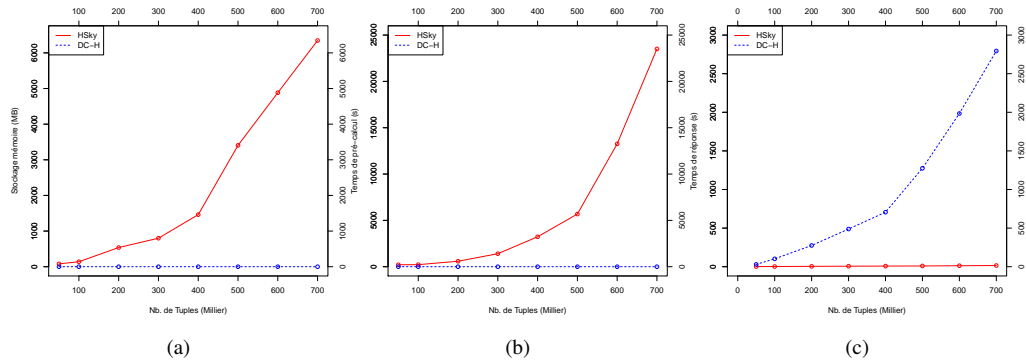 100 200 300 400 500 600 700
HSky
DC−H
0 1000 2000 3000 4000 5000 6000
Stockage mémoire (MB)
0 1000 2000 3000 4000 5000 6000
100 200 300 400 500 600 700
Nb. de Tuples (Millier)
(a)
100 200 300 400 500 600 700
HSky
DC−H
0 5000 10000 15000 20000 25000
Temps de pré−calcul (s)
0 5000 10000 15000 20000 25000
100 200 300 400 500 600 700
Nb. de Tuples (Millier)
(b)
0 100 200 300 400 500 600 700
HSky
DC−H
0 500 1000 1500 2000 2500 3000
Temps de réponse (s)
0 500 1000 1500 2000 2500 3000
0 100 200 300 400 500 600 700
Nb. de Tuples (Millier)
(c)